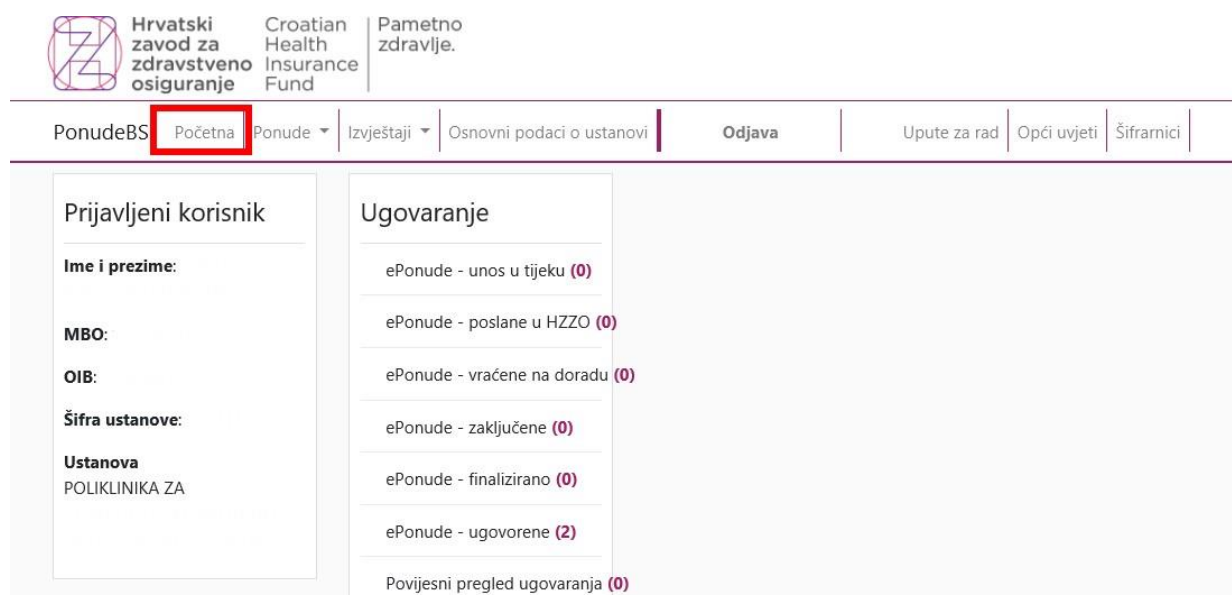 Hrvatski
zavod za
zdravstveno
osiguranje
Croatian
Health
Insurance
Fund
Pametno
zdravlje.
PonudeBS Početna Ponude Izvještaji Osnovni podaci o ustanovi Odjava Upute za rad Opći uvjeti Šifrarnici
Prijavljeni korisnik
Ime i prezime:
MBO:
OIB:
Šifra ustanove:
Ustanova
POLIKLINIKA ZA
Ugovaranje
ePonude - unos u tijeku (0)
ePonude - poslane u HZZO (0)
ePonude - vraćene na doradu (0)
ePonude - zaključene (0)
ePonude - finalizirano (0)
ePonude - ugovorene (2)
Povijesni pregled ugovaranja (0)